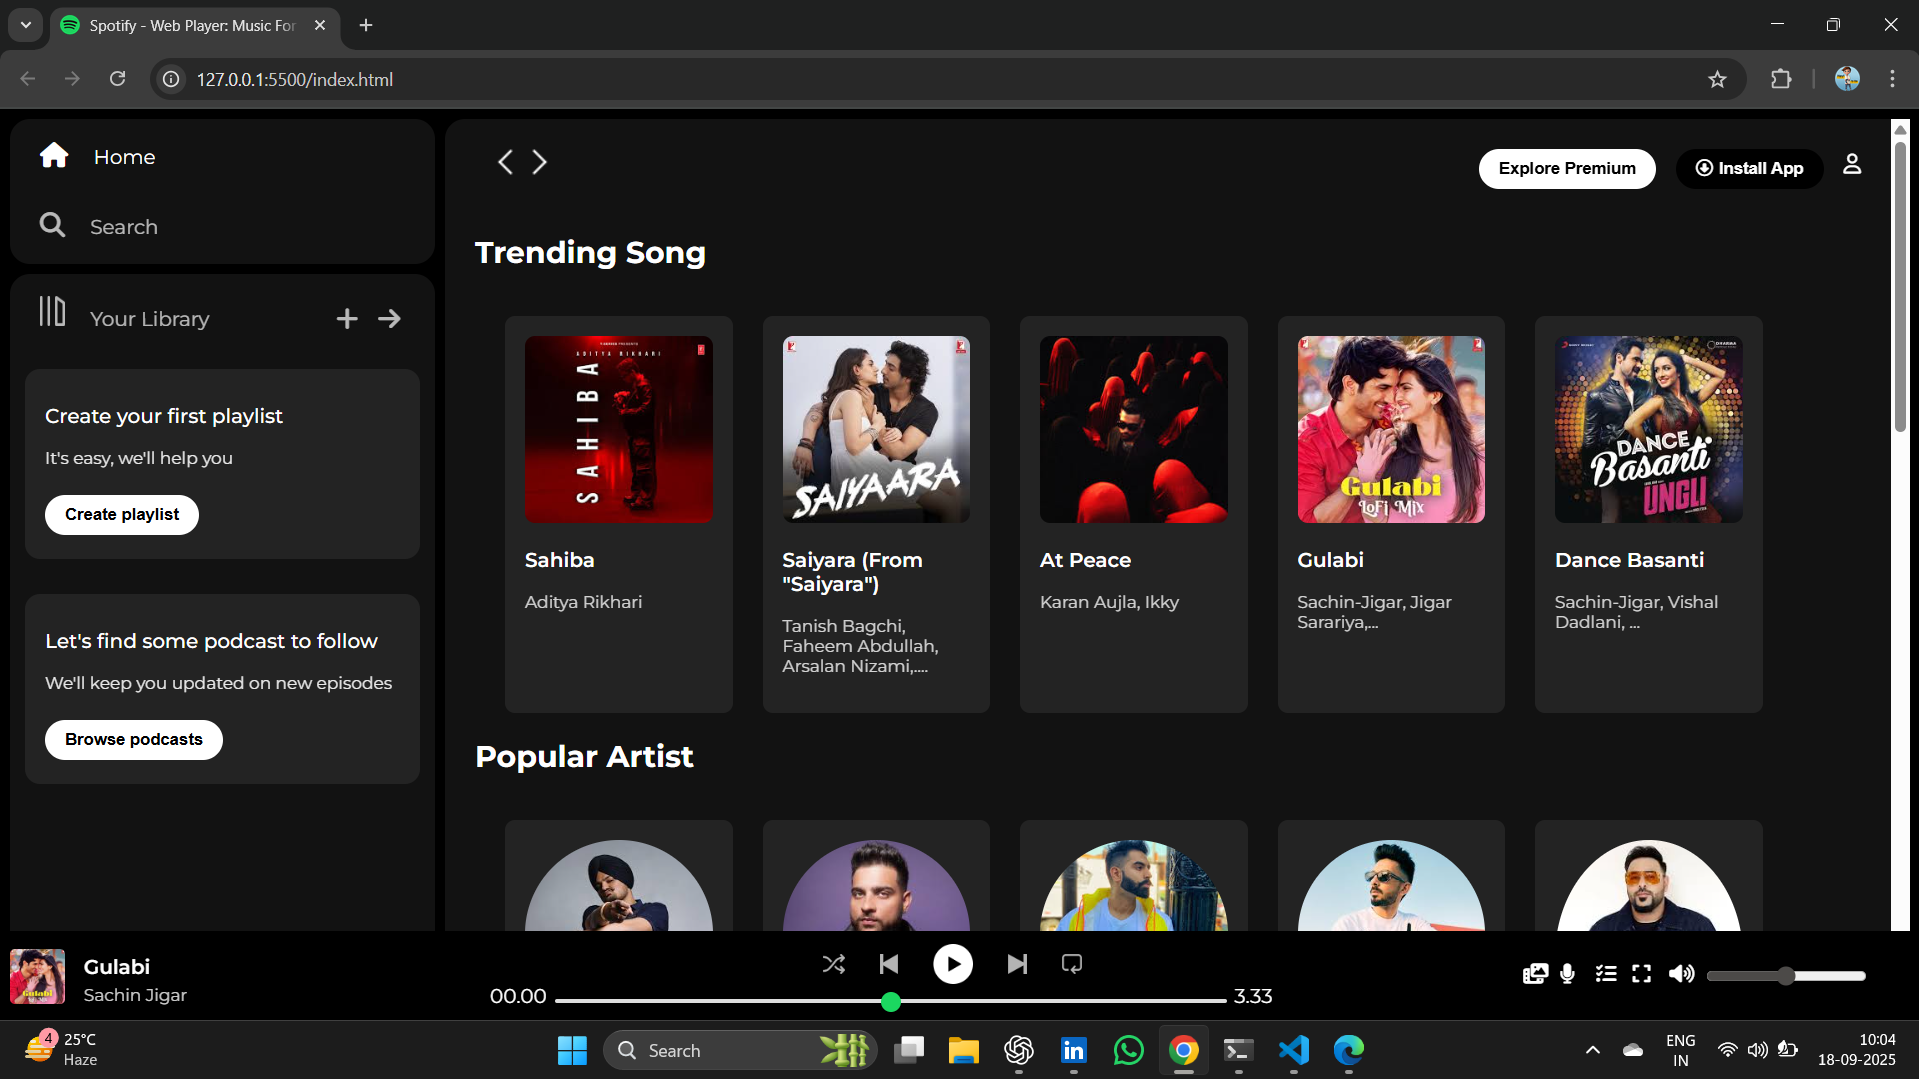 Spotify - Web Player: Music For
127.0.0.1:5500/index.html
Home
Search
Your Library
Create your first playlist
It's easy, we'll help you
Create playlist
Let's find some podcast to follow
We'll keep you updated on new episodes
Browse podcasts
Explore Premium
Install App
Trending Song
ADITYA RIKHARI
SAHIBA
Sahiba
Aditya Rikhari
SAIYAARA
Saiyara (From
"Saiyara")
Tanish Bagchi,
Faheem Abdullah,
Arsalan Nizami,....
At Peace
Karan Aujla, Ikky
Gulabi
LoFi Mix
Gulabi
Sachin-Jigar, Jigar
Sarariya,...
DANCE
Basanti
UNGLI
Dance Basanti
Sachin-Jigar, Vishal
Dadlani, ...
Popular Artist
Gulabi
Gulabi
Sachin Jigar
00.00
3.33
4
25°C
Haze
Search
ENG
IN
10:04
18-09-2025